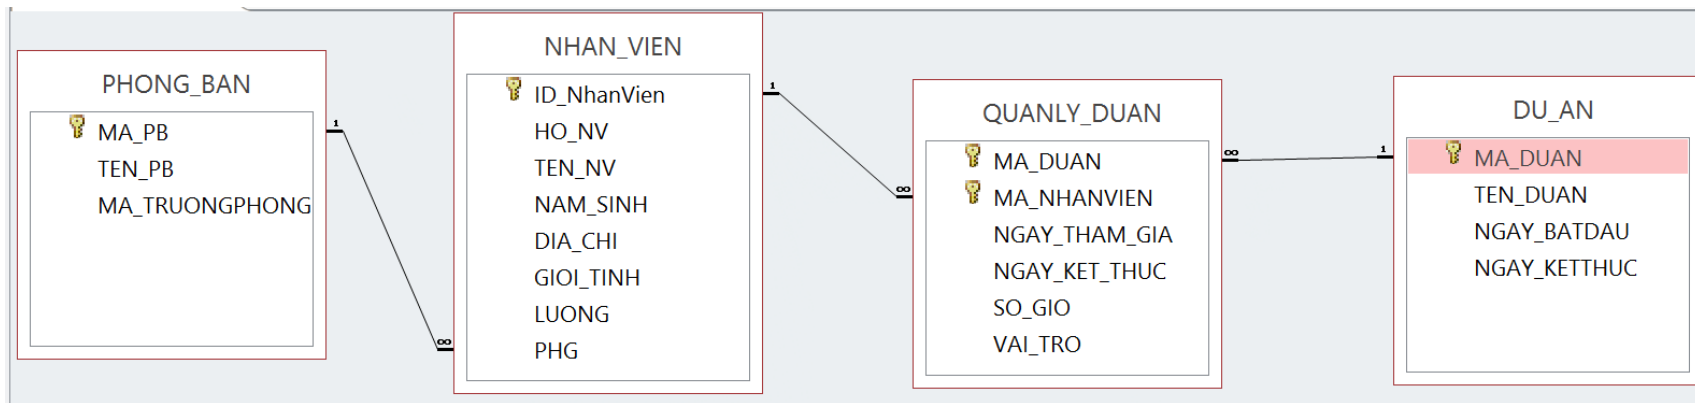 PHONG_BAN
MA_PB
TEN_PB
MA_TRUONGPHONG
1
∞
NHAN_VIEN
ID_NhanVien
HO_NV
TEN_NV
NAM_SINH
DIA_CHI
GIOI_TINH
LUONG
PHG
1
∞
QUANLY_DUAN
MA_DUAN
MA_NHANVIEN
NGAY_THAM_GIA
NGAY_KET_THUC
SO_GIO
VAI_TRO
∞
1
DU_AN
MA_DUAN
TEN_DUAN
NGAY_BATDAU
NGAY_KETTHUC